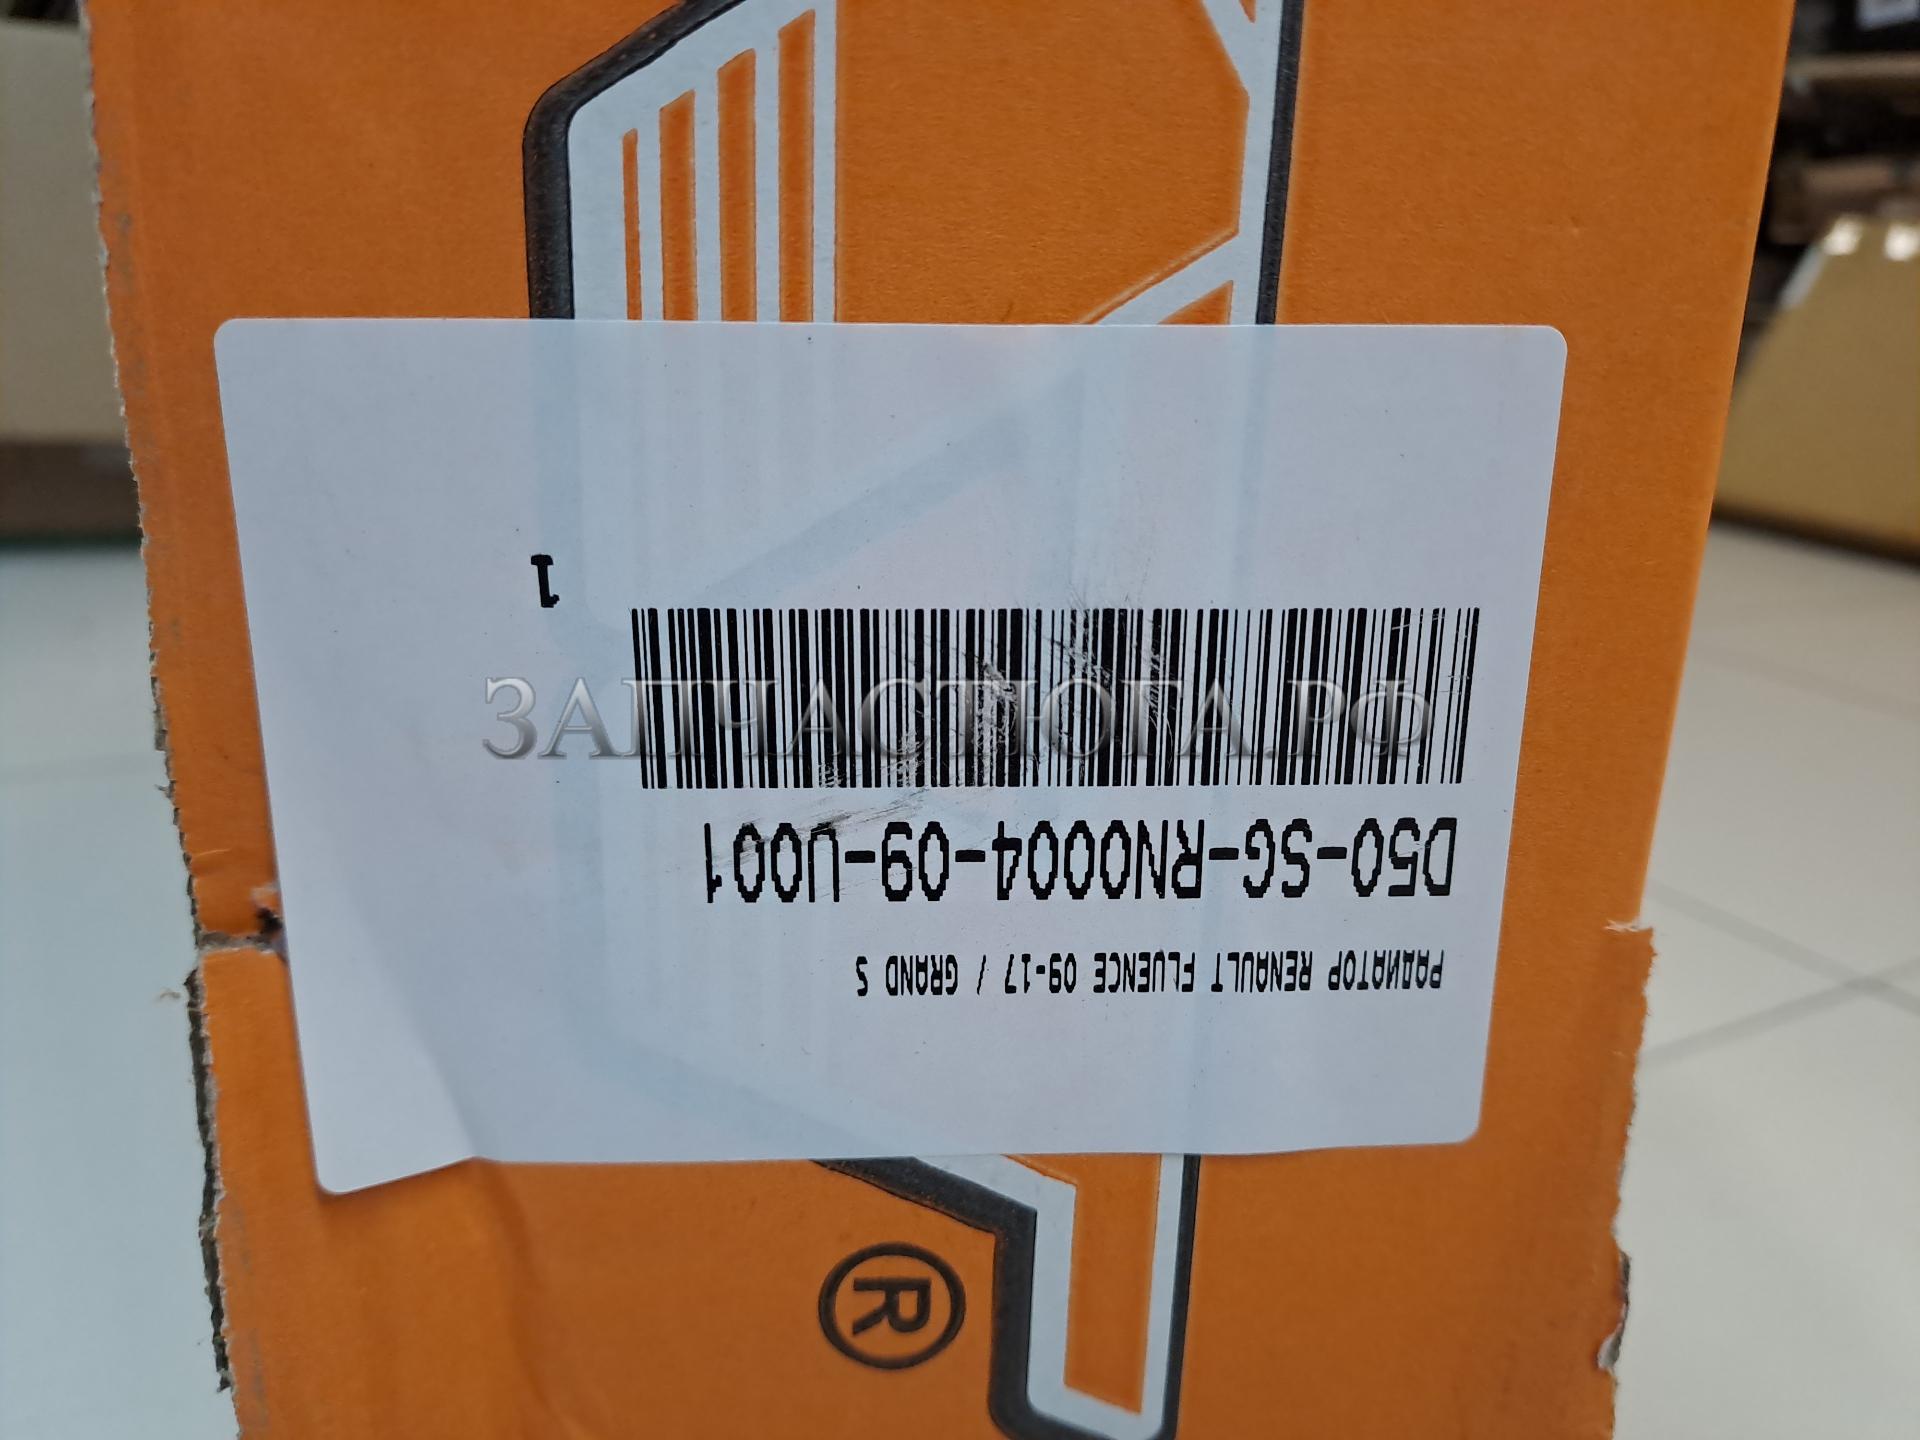 РАДИАТОР RENAULT FLUENCE 09-17 / GRAND S
D50-SG-RN0004-09-U001
1
ЗАПЧАСТЮГА.РФ
®